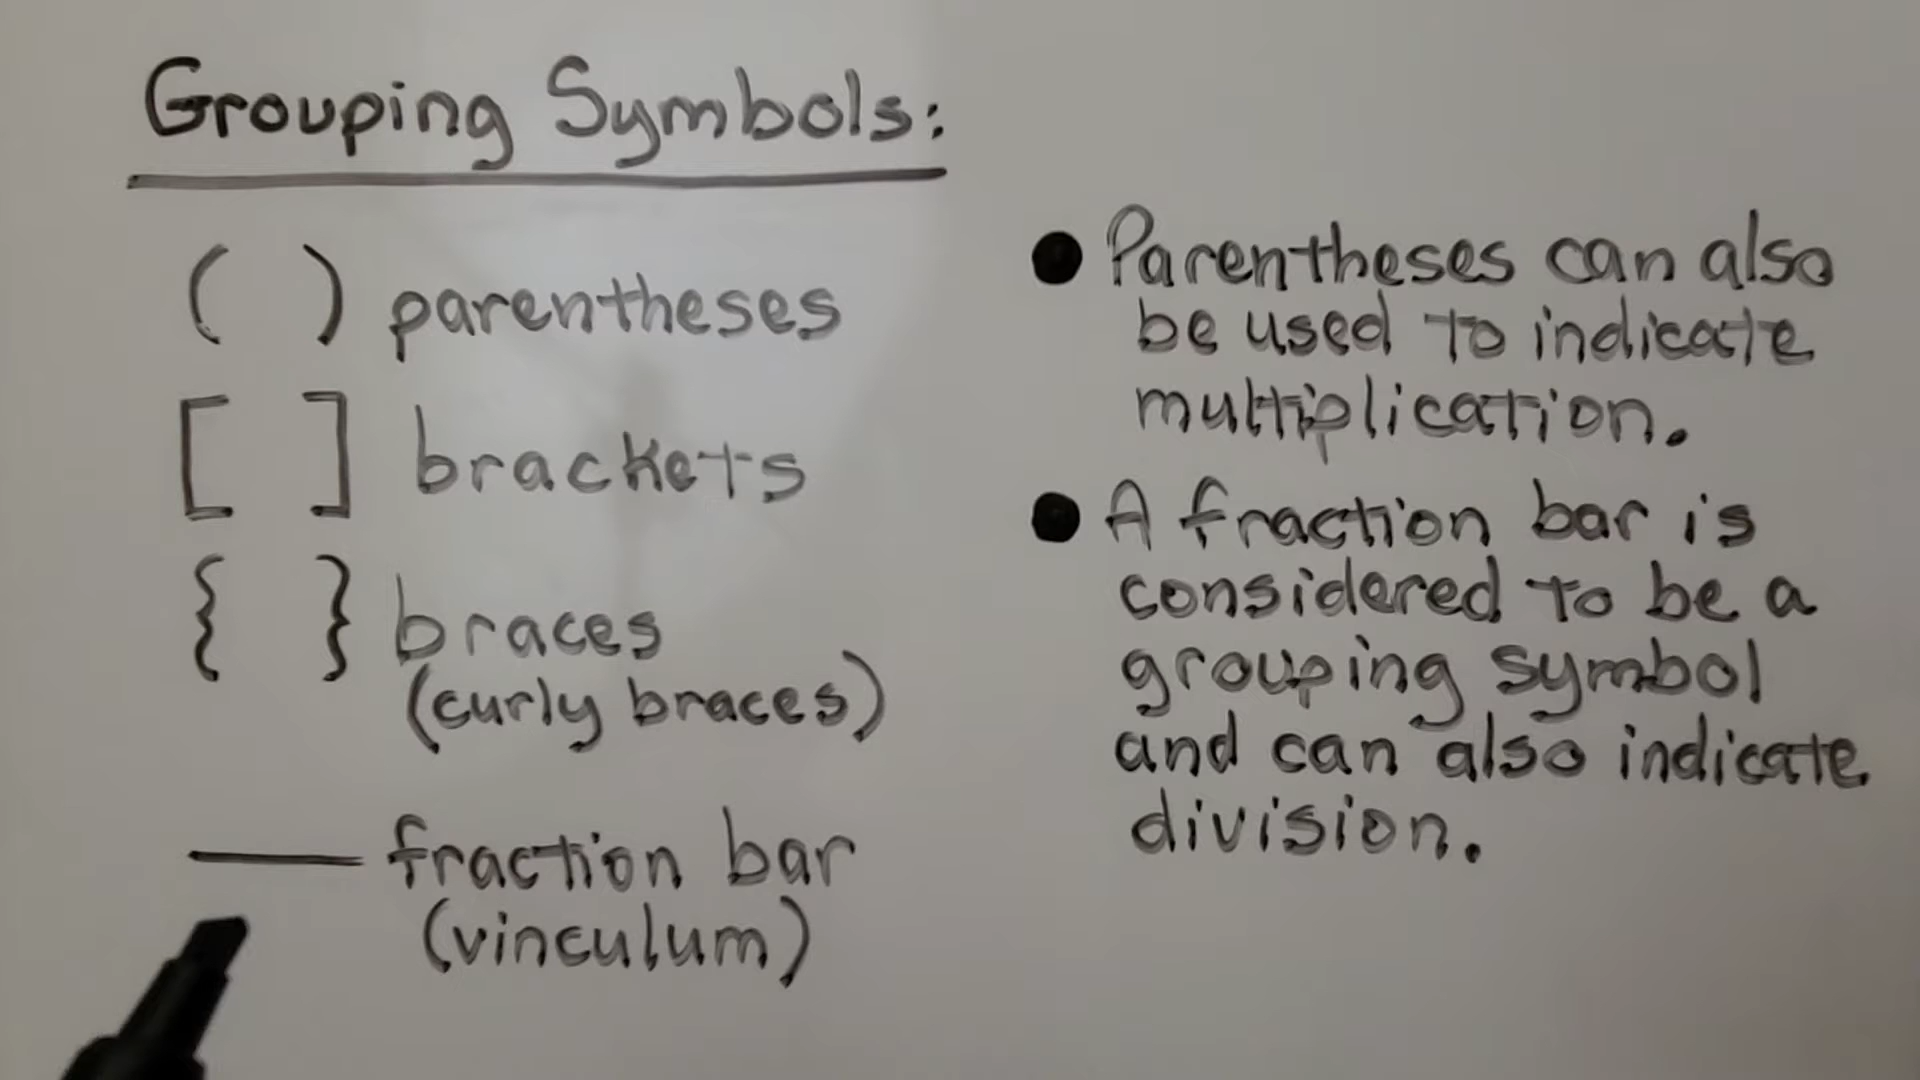 Grouping Symbols:
( ) parentheses
[ ] brackets
{ } braces
(curly braces)
— fraction bar
(vinculum)
● Parentheses can also
be used to indicate
multiplication.
● A fraction bar is
considered to be a
grouping symbol
and can also indicate
division.